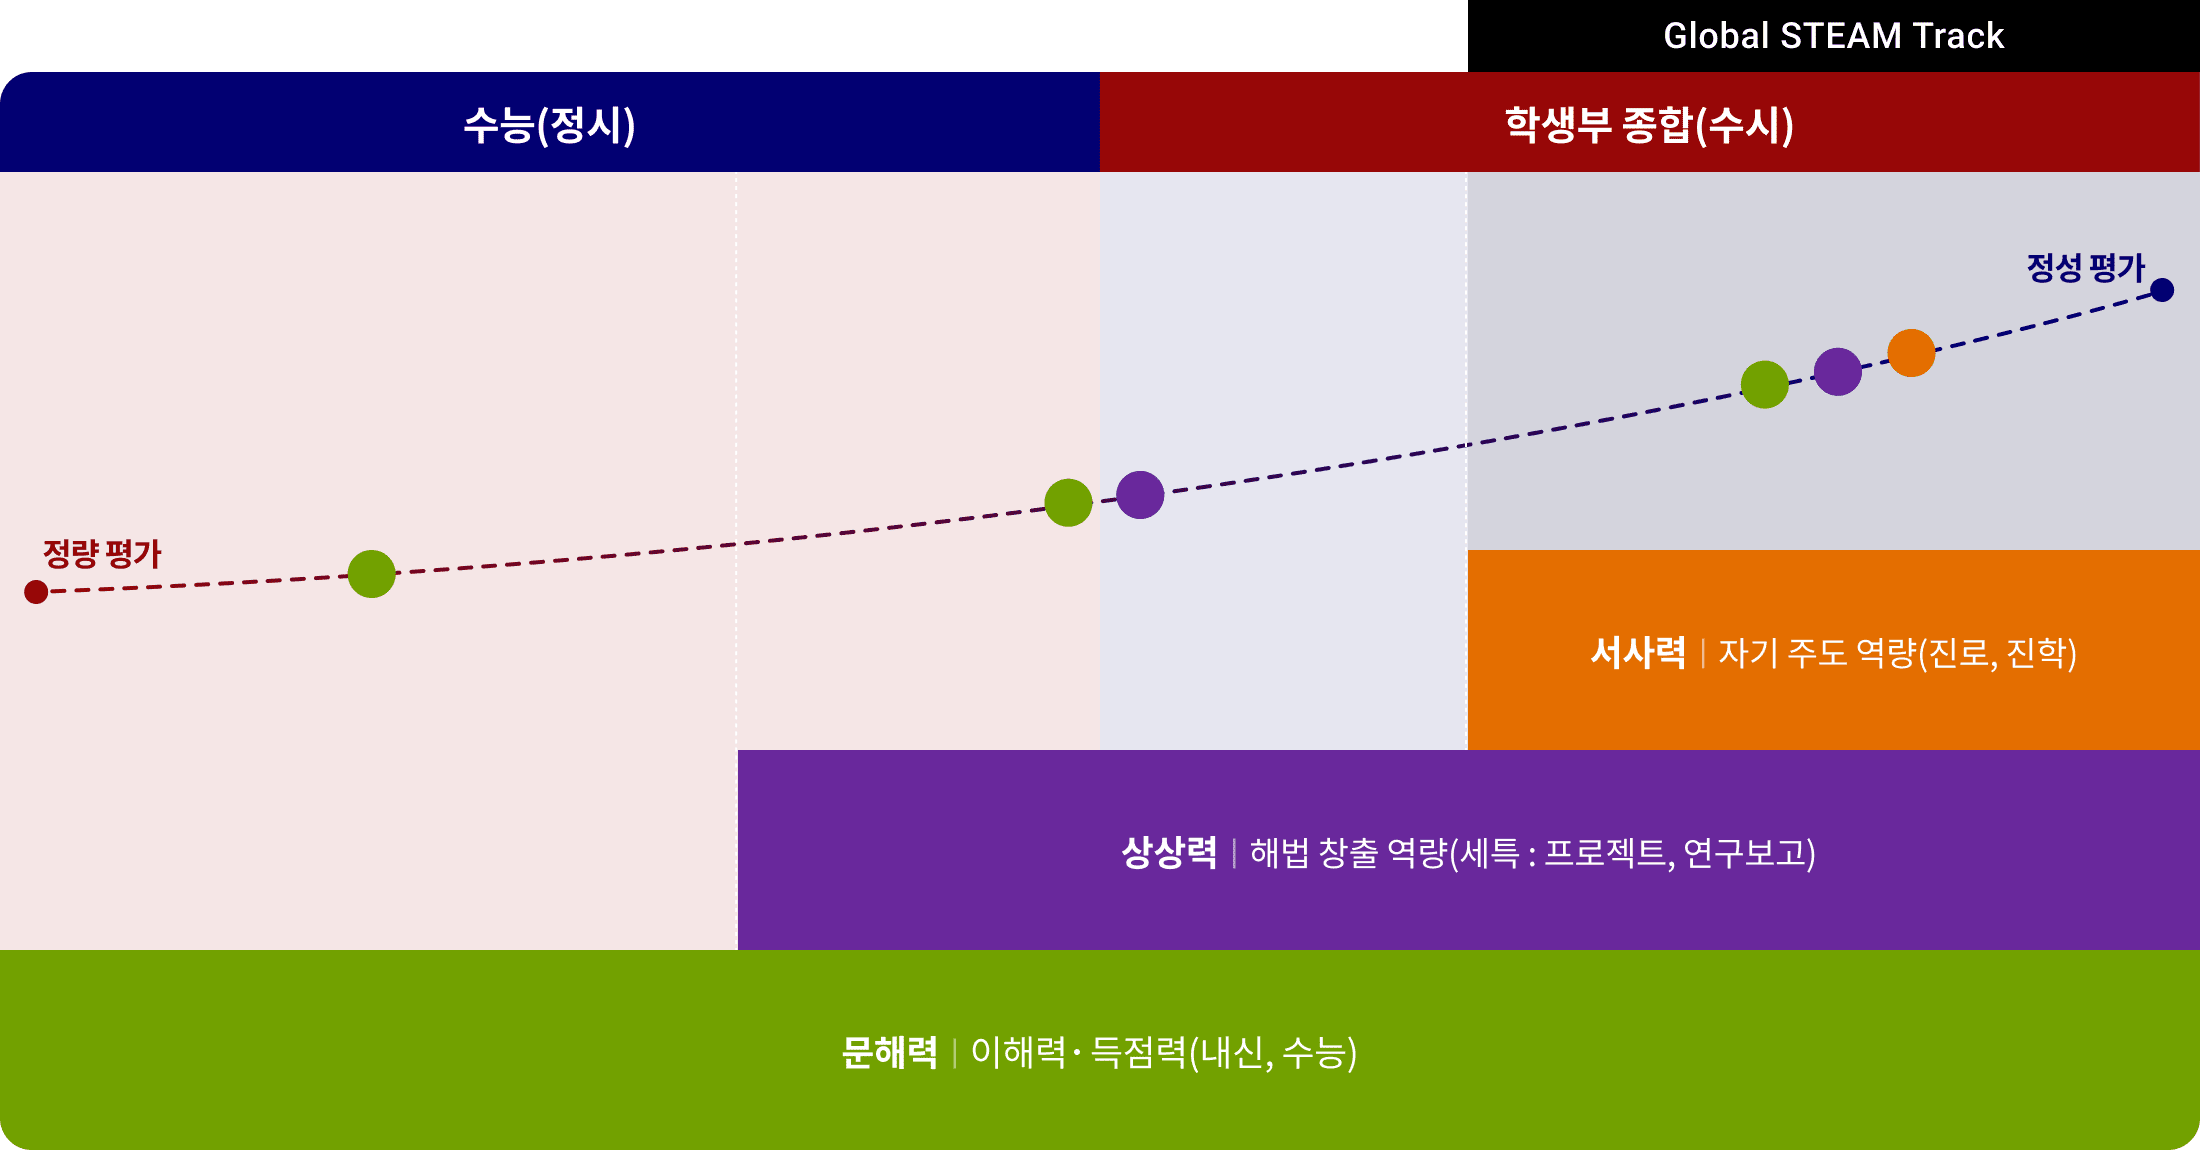 Global STEAM Track
수능(정시)
학생부 종합(수시)
정성 평가
정량 평가
서사력 | 자기 주도 역량(진로, 진학)
상상력 | 해법 창출 역량(세특 : 프로젝트, 연구보고)
문해력 | 이해력 · 득점력(내신, 수능)